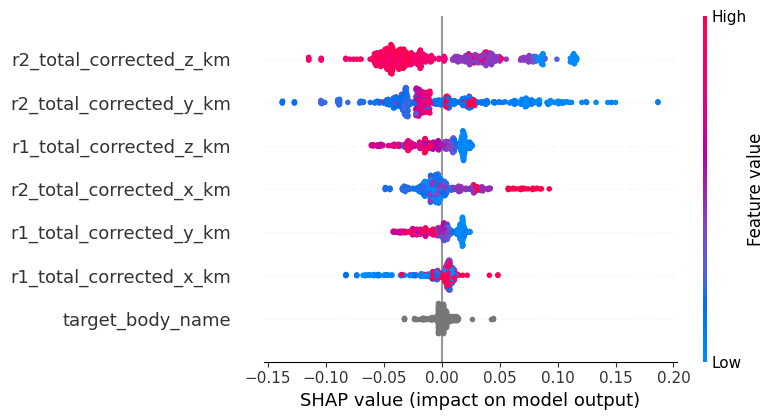 High
r2_total_corrected_z_km
r2_total_corrected_y_km
r1_total_corrected_z_km
r2_total_corrected_x_km
r1_total_corrected_y_km
r1_total_corrected_x_km
target_body_name
Feature value
Low
−0.15 −0.10 −0.05 0.00 0.05 0.10 0.15 0.20
SHAP value (impact on model output)